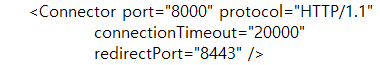 <Connector port="8000" protocol="HTTP/1.1"
connectionTimeout="20000"
redirectPort="8443" />